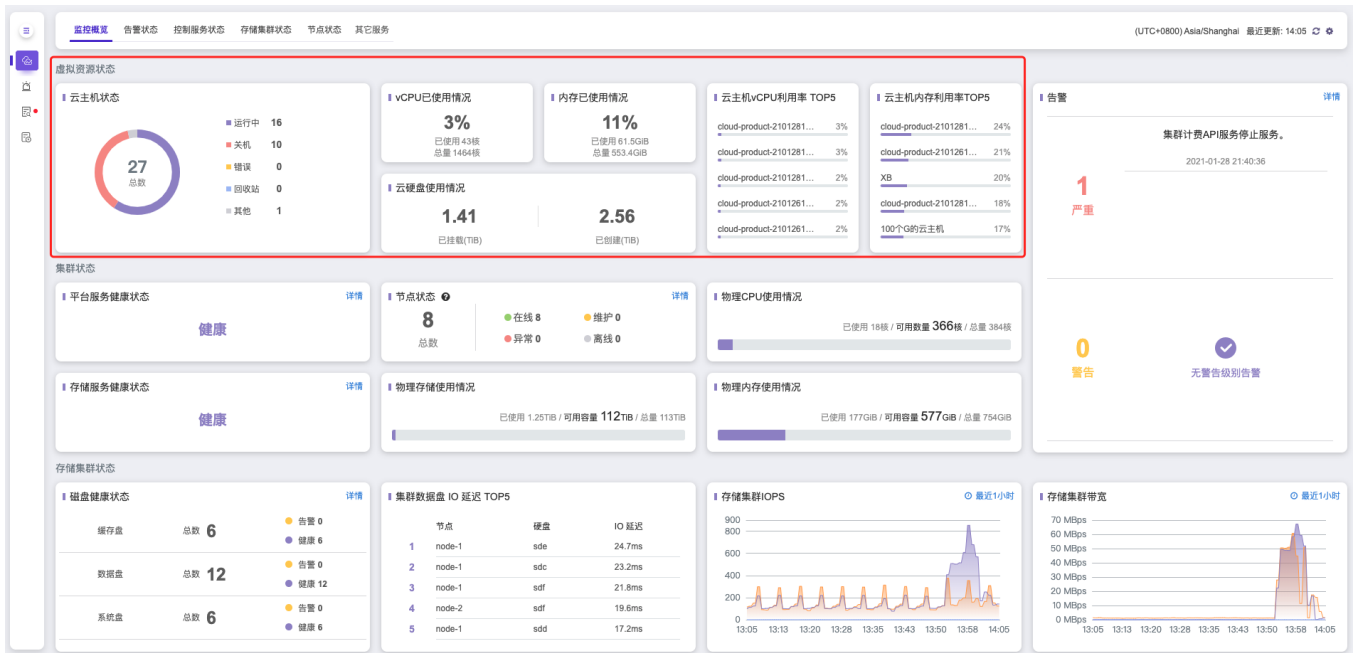 监控概览 告警状态 控制服务状态 存储集群状态 节点状态 其它服务
(UTC+0800) Asia/Shanghai 最近更新: 14:05
虚拟资源状态
云主机状态
27
总数
运行中 16
关机 10
错误 0
回收站 0
其他 1
vCPU已使用情况
3%
已使用 43核
总量 1464核
内存已使用情况
11%
已使用 61.5GiB
总量 553.4GiB
云硬盘使用情况
1.41
已挂载(TiB)
2.56
已创建(TiB)
云主机vCPU利用率 TOP5
cloud-product-2101281... 3%
cloud-product-2101281... 3%
cloud-product-2101281... 2%
cloud-product-2101261... 2%
cloud-product-2101261... 2%
云主机内存利用率TOP5
cloud-product-2101281... 24%
cloud-product-2101261... 21%
XB 20%
cloud-product-2101281... 18%
100个G的云主机 17%
告警 详情
1
严重
集群计费API服务停止服务。
2021-01-28 21:40:36
0
警告
无警告级别告警
集群状态
平台服务健康状态 详情
健康
节点状态 详情
8
总数
在线 8 维护 0
异常 0 离线 0
物理CPU使用情况
已使用 18核 / 可用数量 366核 / 总量 384核
存储服务健康状态 详情
健康
物理存储使用情况
已使用 1.25TiB / 可用容量 112TiB / 总量 113TiB
物理内存使用情况
已使用 177GiB / 可用容量 577GiB / 总量 754GiB
存储集群状态
磁盘健康状态 详情
缓存盘 总数 6 告警 0 健康 6
数据盘 总数 12 告警 0 健康 12
系统盘 总数 6 告警 0 健康 6
集群数据盘 IO 延迟 TOP5
节点 硬盘 IO 延迟
1 node-1 sde 24.7ms
2 node-1 sdc 23.2ms
3 node-1 sdf 21.8ms
4 node-2 sdf 19.6ms
5 node-1 sdd 17.2ms
存储集群IOPS 最近1小时
900
800
600
400
200
0
13:05 13:13 13:20 13:28 13:35 13:43 13:50 13:58 14:05
存储集群带宽 最近1小时
70 MBps
60 MBps
50 MBps
40 MBps
30 MBps
20 MBps
10 MBps
0 MBps
13:05 13:13 13:20 13:28 13:35 13:43 13:50 13:58 14:05